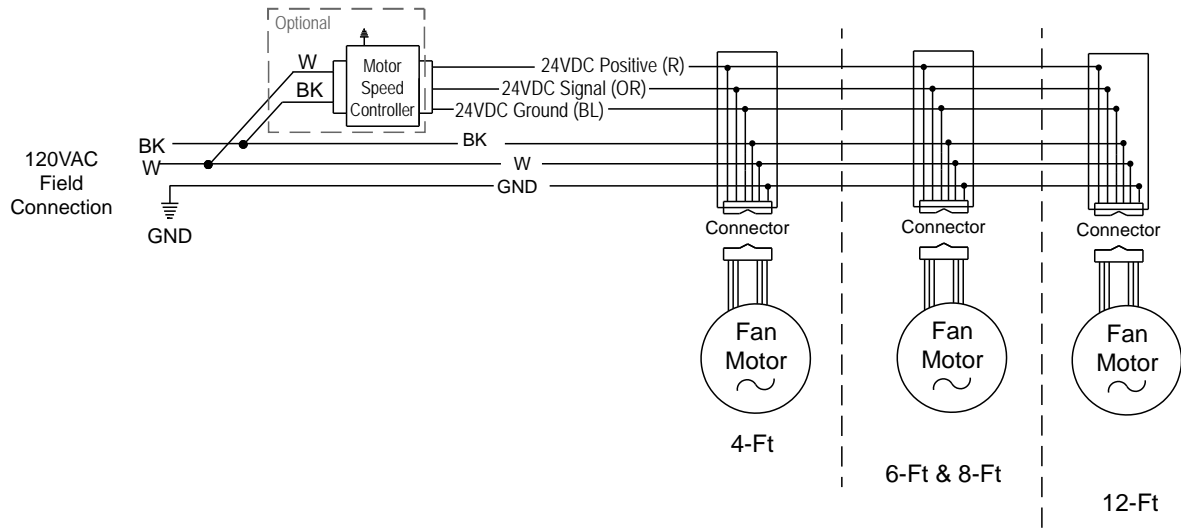 Optional
W
BK
Motor
Speed
Controller
24VDC Positive (R)
24VDC Signal (OR)
24VDC Ground (BL)
120VAC
Field
Connection
BK
W
GND
BK
W
GND
Connector
Fan
Motor
4-Ft
Connector
Fan
Motor
6-Ft & 8-Ft
Connector
Fan
Motor
12-Ft